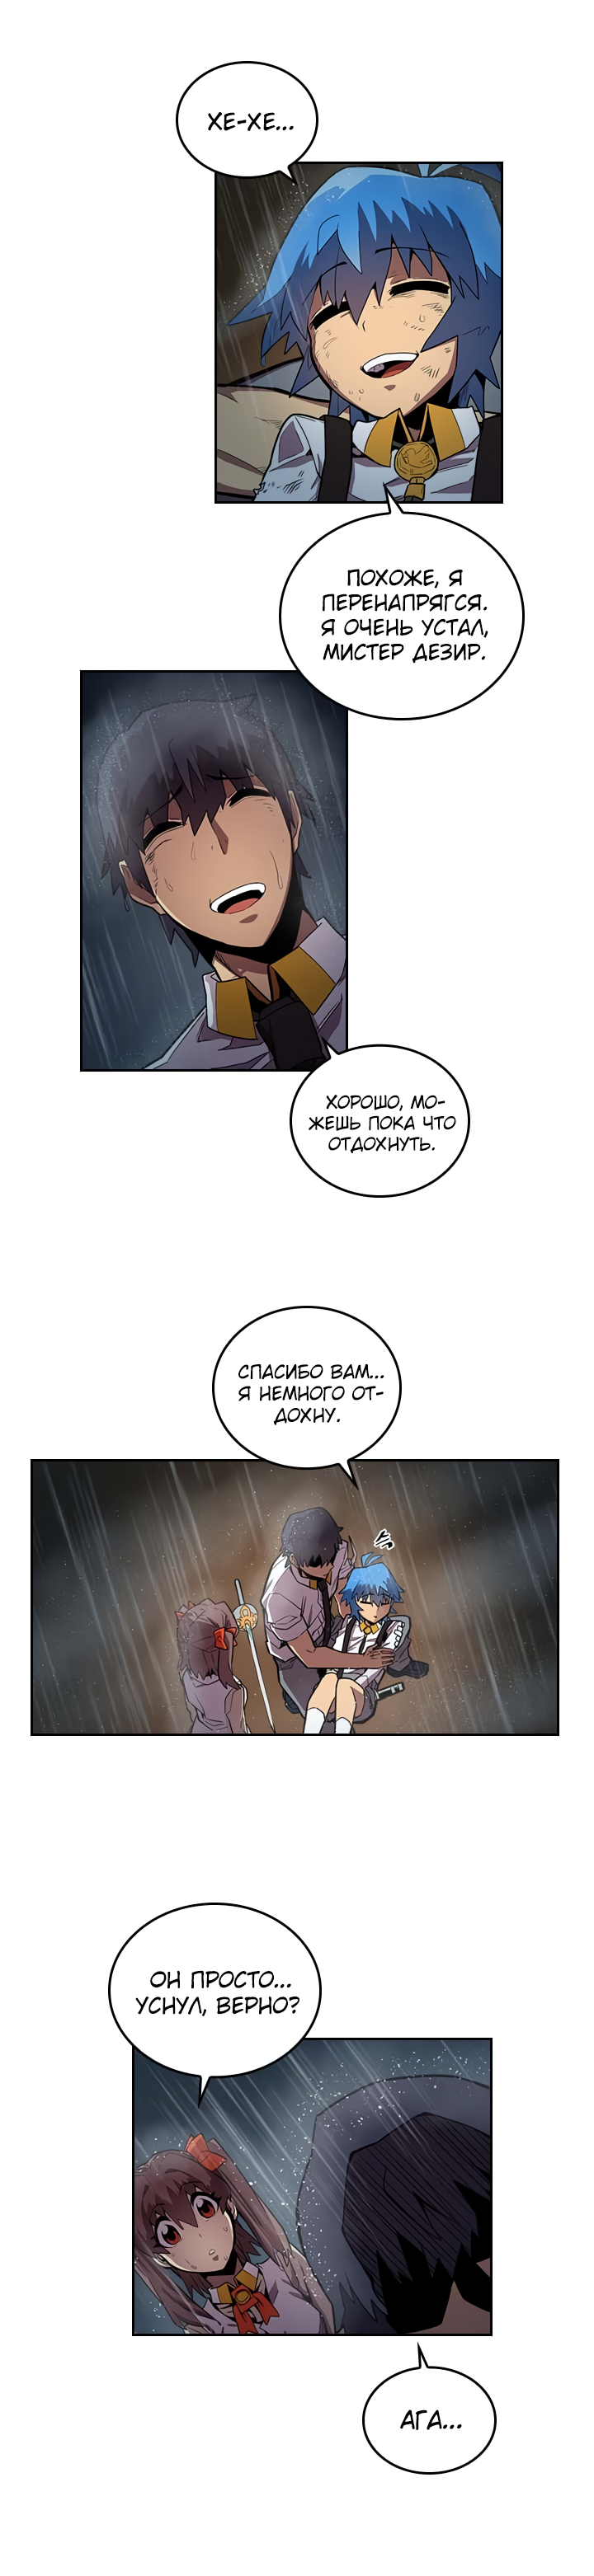 ХЕ-ХЕ...
ПОХОЖЕ, Я
ПЕРЕНАПРЯГСЯ.
Я ОЧЕНЬ УСТАЛ,
МИСТЕР ДЕЗИР.
ХОРОШО, МО-
ЖЕШЬ ПОКА ЧТО
ОТДОХНУТЬ.
СПАСИБО ВАМ...
Я НЕМНОГО ОТ-
ДОХНУ.
ОН ПРОСТО...
УСНУЛ, ВЕРНО?
АГА...